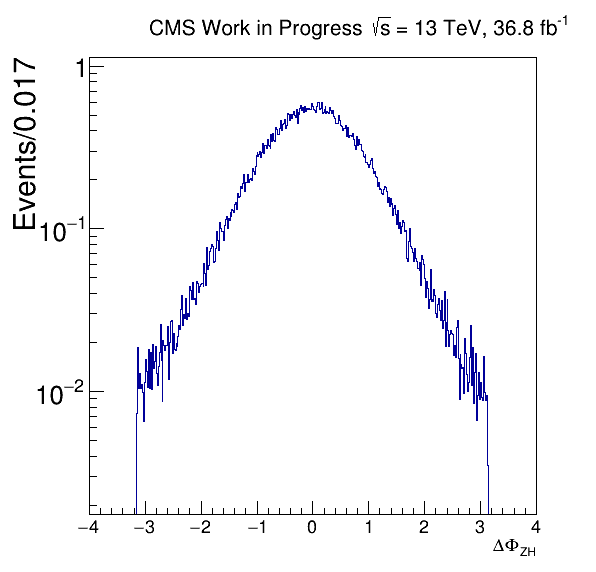 CMS Work in Progress √s = 13 TeV, 36.8 fb⁻¹
Events/0.017
1
10⁻¹
10⁻²
−4 −3 −2 −1 0 1 2 3 4
ΔΦ_ZH